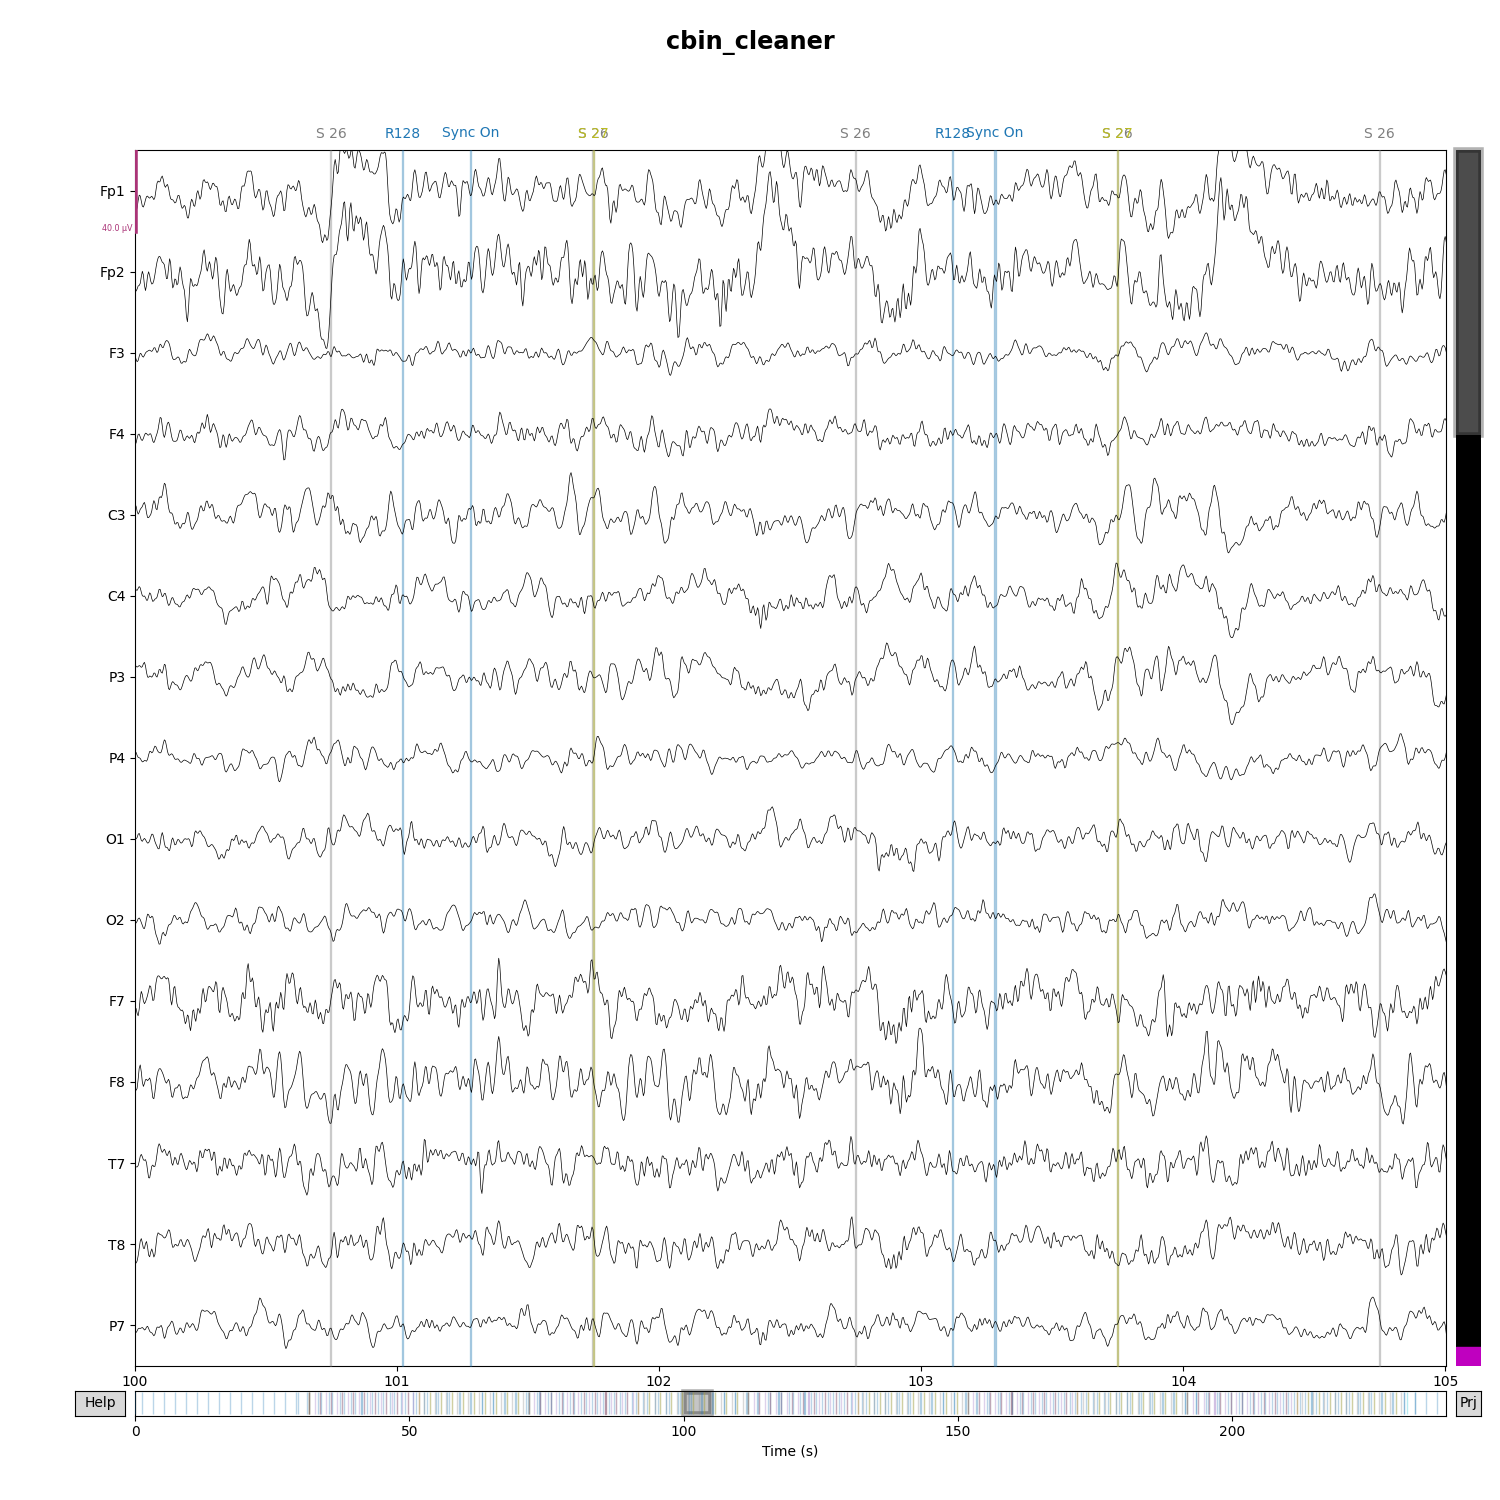 cbin_cleaner
S 26 R128 Sync On S 26 R128 Sync On S 26
Fp1
40.0 µV
Fp2
F3
F4
C3
C4
P3
P4
O1
O2
F7
F8
T7
T8
P7
100 101 102 103 104 105
Help Prj
0 50 100 150 200
Time (s)